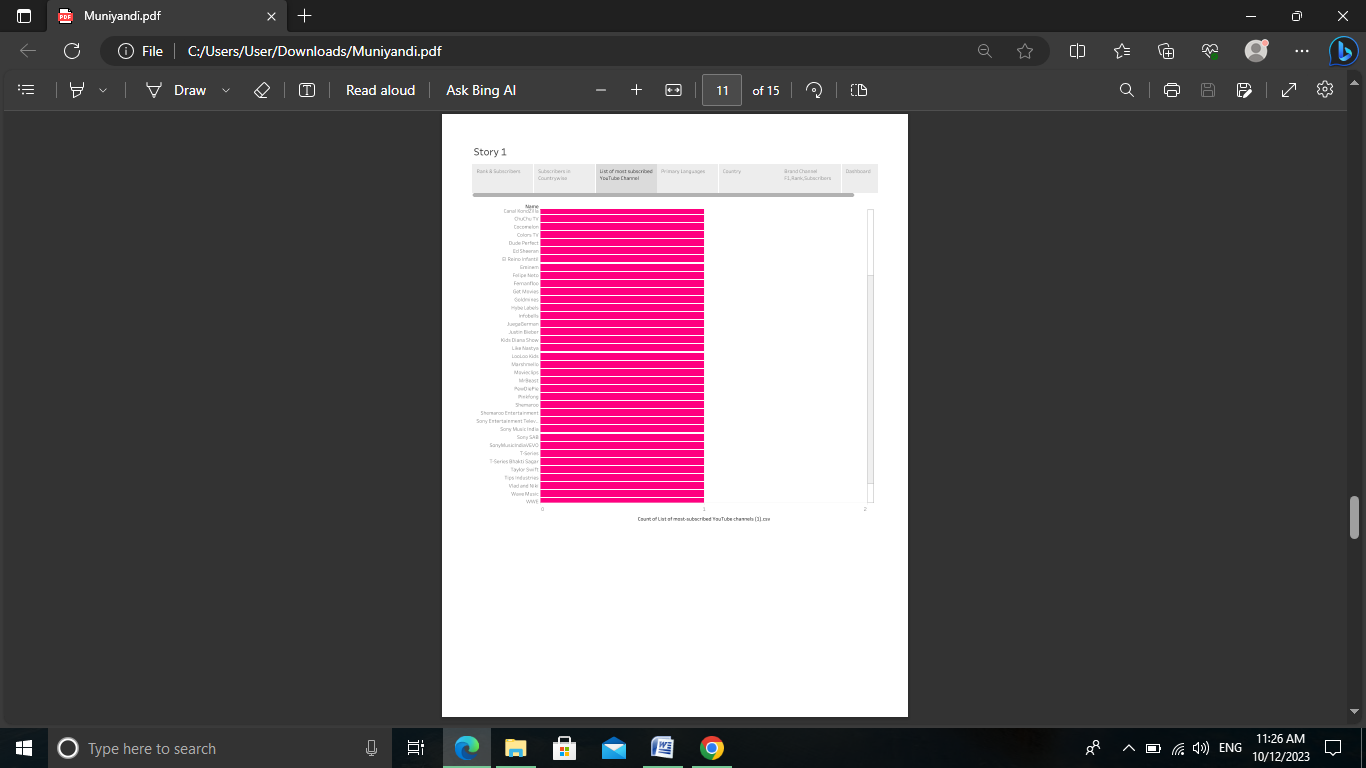 Muniyandi.pdf
File
C:/Users/User/Downloads/Muniyandi.pdf
Draw
Read aloud
Ask Bing AI
11 of 15
Story 1
Rank & Subscribers
Subscribers in Countrywise
List of most subscribed YouTube Channel
Primary Languages
Country
Brand Channel F1,Rank,Subscribers
Dashboard
Name
Canal KondZilla
ChuChu TV
Cocomelon
Colors TV
Dude Perfect
Ed Sheeran
El Reino Infantil
Eminem
Felipe Neto
Fernanfloo
Get Movies
Goldmines
Hybe Labels
Infobells
JuegaGerman
Justin Bieber
Kids Diana Show
Like Nastya
LooLoo Kids
Marshmello
Movieclips
MrBeast
PewDiePie
Pinkfong
Shemaroo
Shemaroo Entertainment
Sony Entertainment Telev..
Sony Music India
Sony SAB
SonyMusicIndiaVEVO
T-Series
T-Series Bhakti Sagar
Taylor Swift
Tips Industries
Vlad and Niki
Wave Music
WWE
0 1 2
Count of List of most-subscribed YouTube channels (1).csv
Type here to search
ENG
11:26 AM
10/12/2023